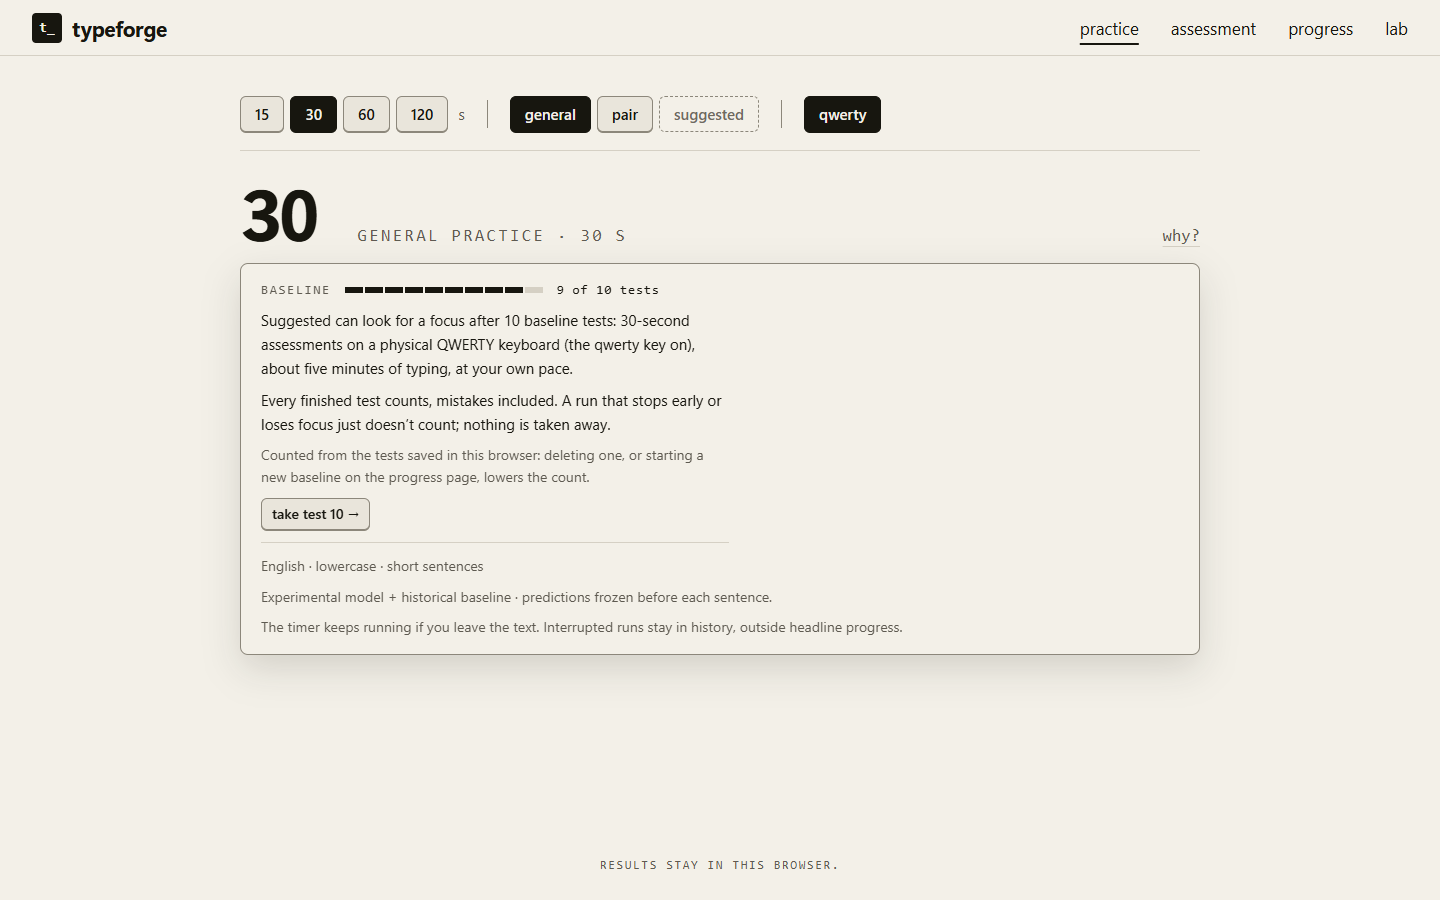 t_ typeforge
practice assessment progress lab
15 30 60 120 s general pair suggested qwerty
30 GENERAL PRACTICE · 30 S why?
BASELINE 9 of 10 tests
Suggested can look for a focus after 10 baseline tests: 30-second
assessments on a physical QWERTY keyboard (the qwerty key on),
about five minutes of typing, at your own pace.
Every finished test counts, mistakes included. A run that stops early or
loses focus just doesn’t count; nothing is taken away.
Counted from the tests saved in this browser: deleting one, or starting a
new baseline on the progress page, lowers the count.
take test 10 →
English · lowercase · short sentences
Experimental model + historical baseline · predictions frozen before each sentence.
The timer keeps running if you leave the text. Interrupted runs stay in history, outside headline progress.
RESULTS STAY IN THIS BROWSER.